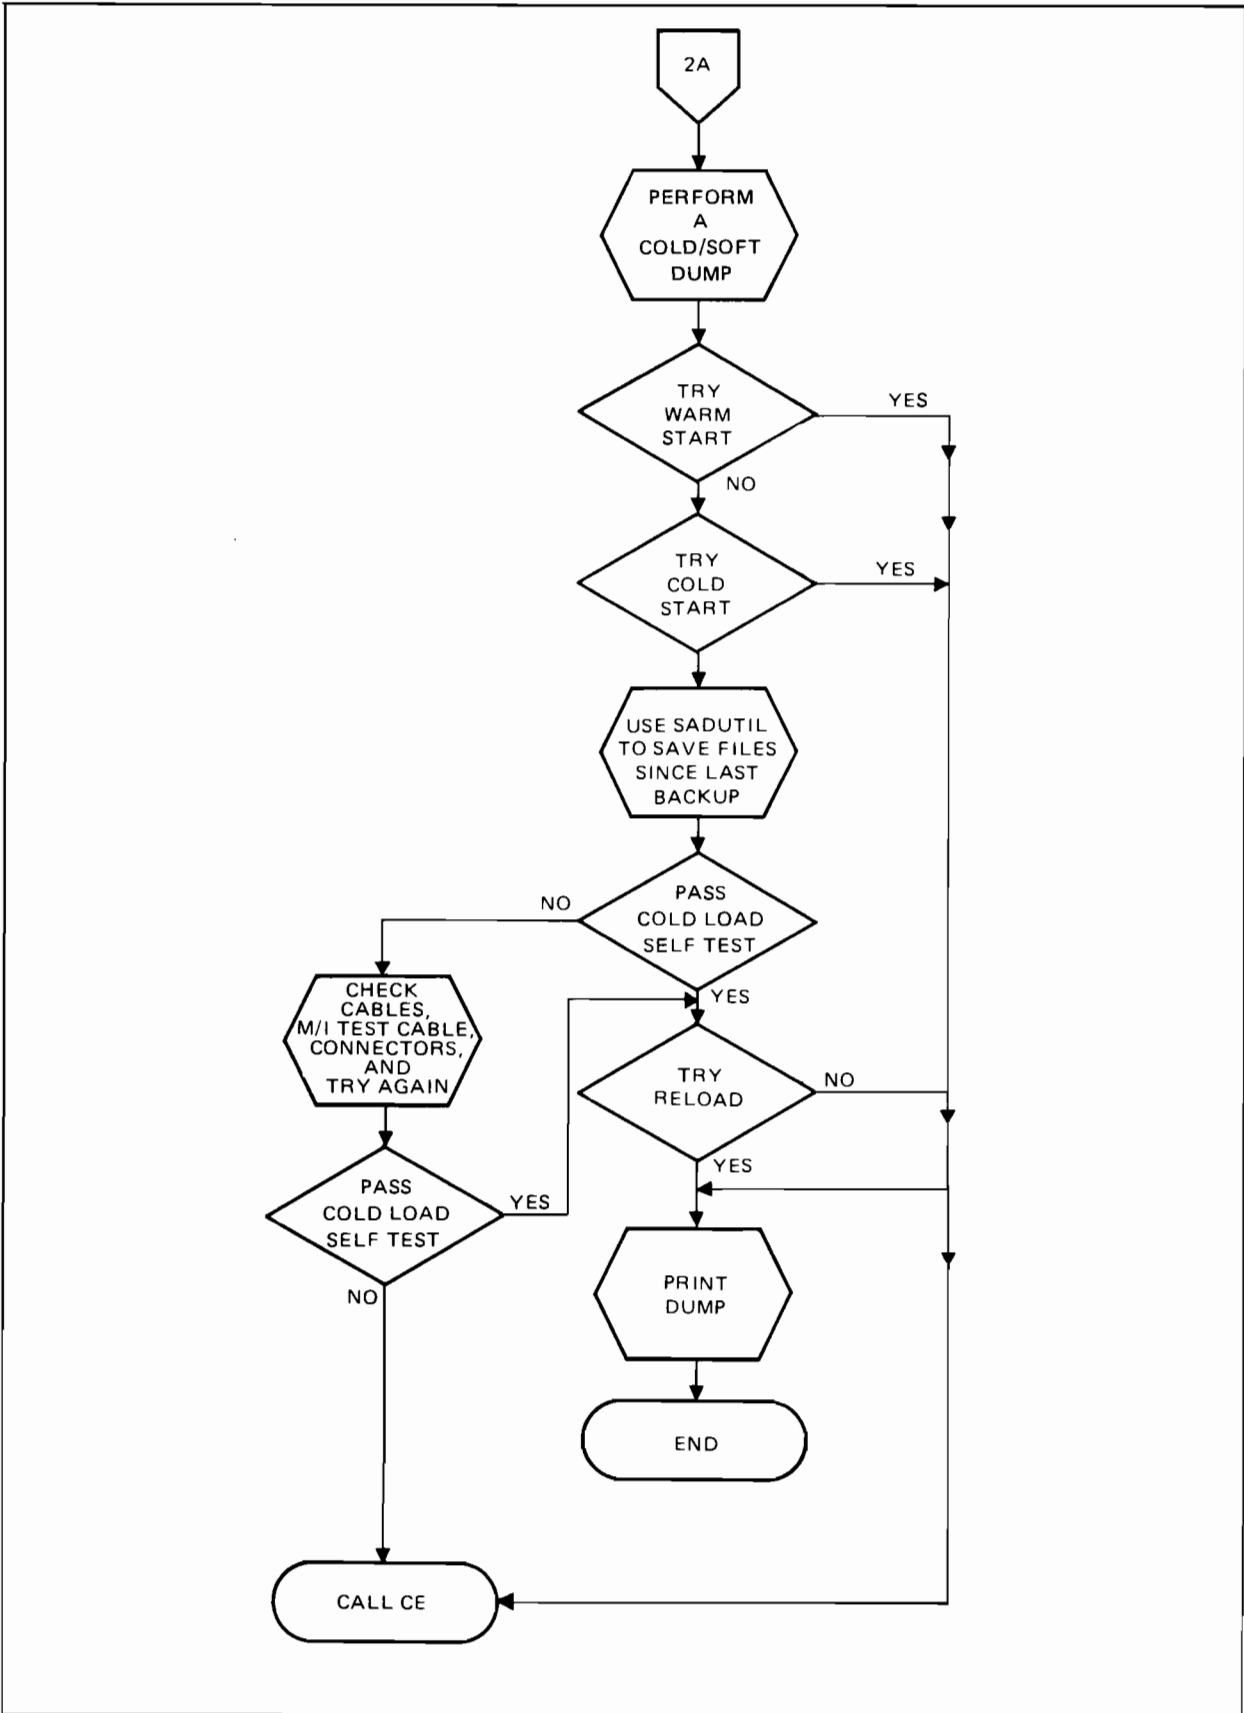 2A
PERFORM
A
COLD/SOFT
DUMP
TRY
WARM
START
YES
NO
TRY
COLD
START
YES
USE SADUTIL
TO SAVE FILES
SINCE LAST
BACKUP
PASS
COLD LOAD
SELF TEST
NO
YES
CHECK
CABLES,
M/I TEST CABLE,
CONNECTORS,
AND
TRY AGAIN
TRY
RELOAD
NO
YES
PASS
COLD LOAD
SELF TEST
YES
NO
PRINT
DUMP
END
CALL CE